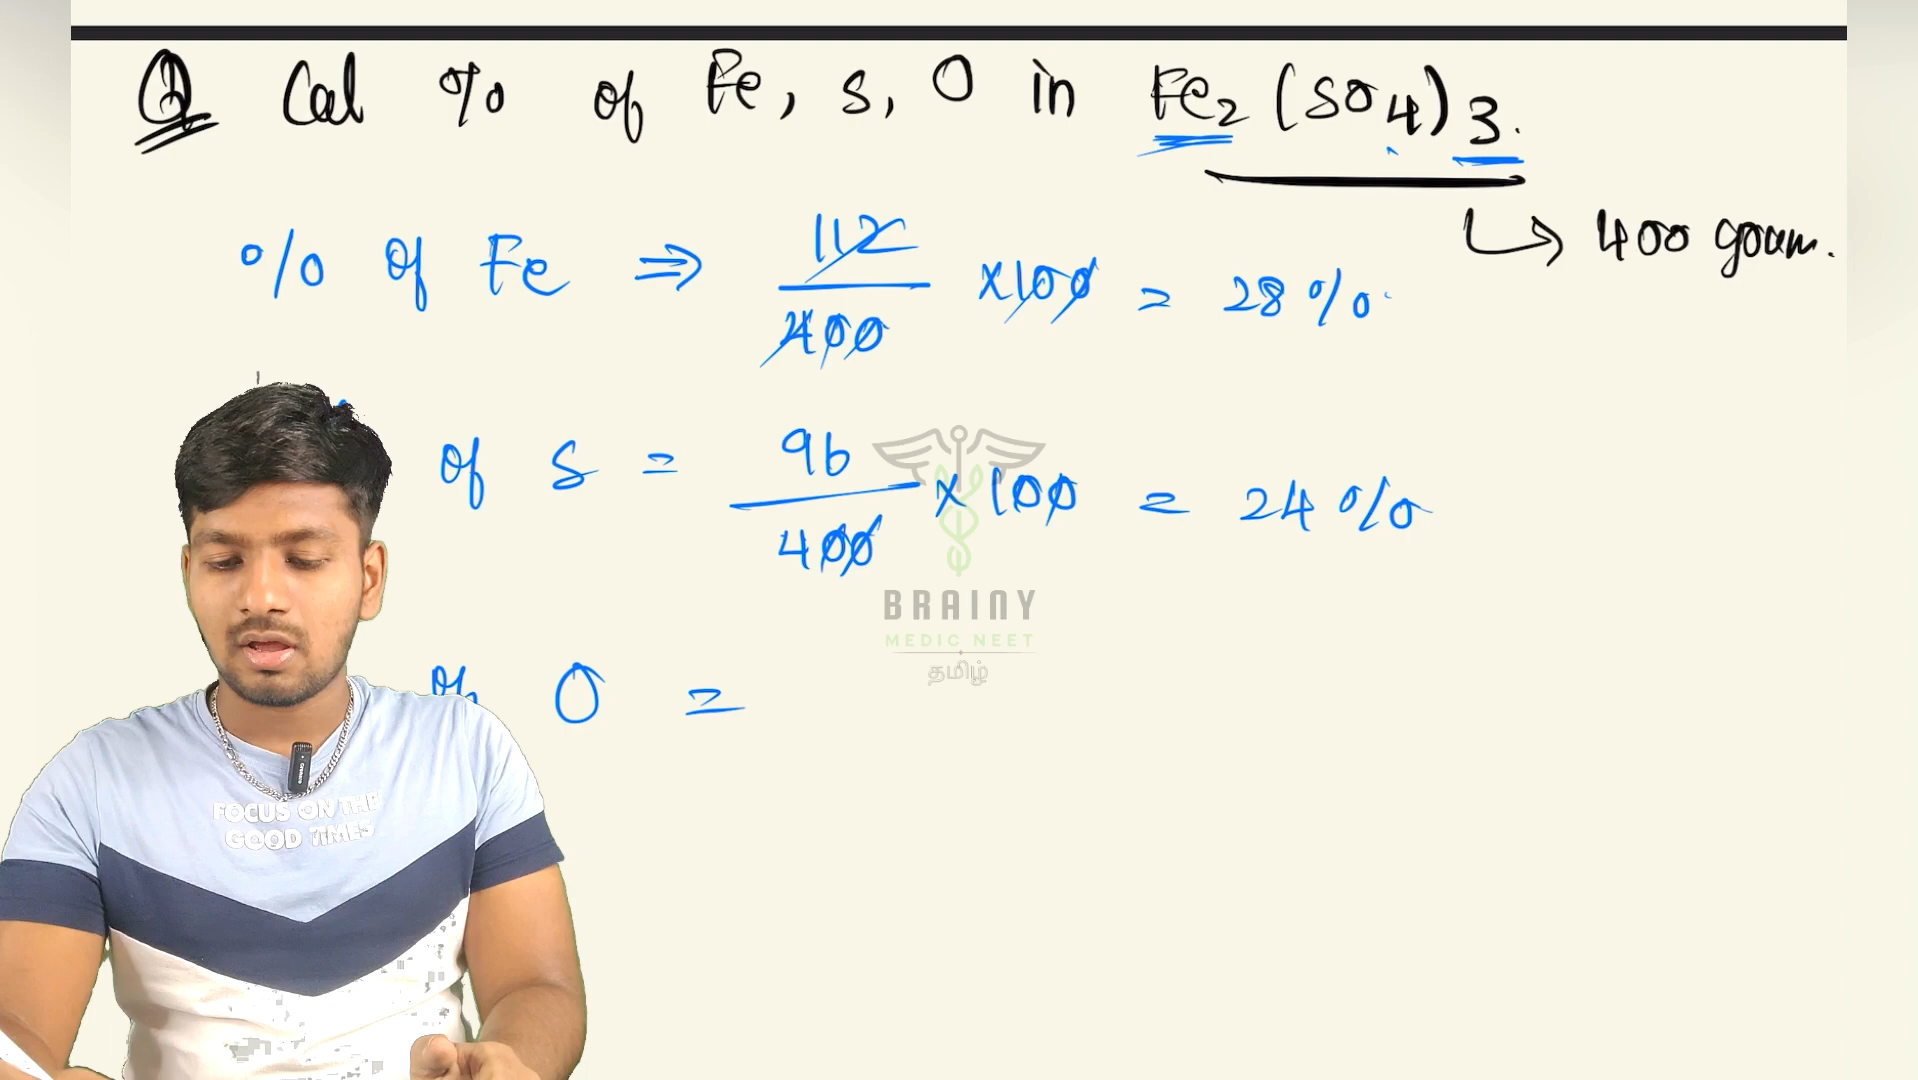 Q Cal % of Fe, S, O in Fe2(SO4)3.
↳ 400 gram.
% of Fe ⇒ 112/400 ×100 = 28%
of S = 96/400 × 100 = 24%
of O =
BRAINY
MEDIC NEET
தமிழ்
FOCUS ON THE
GOOD TIMES